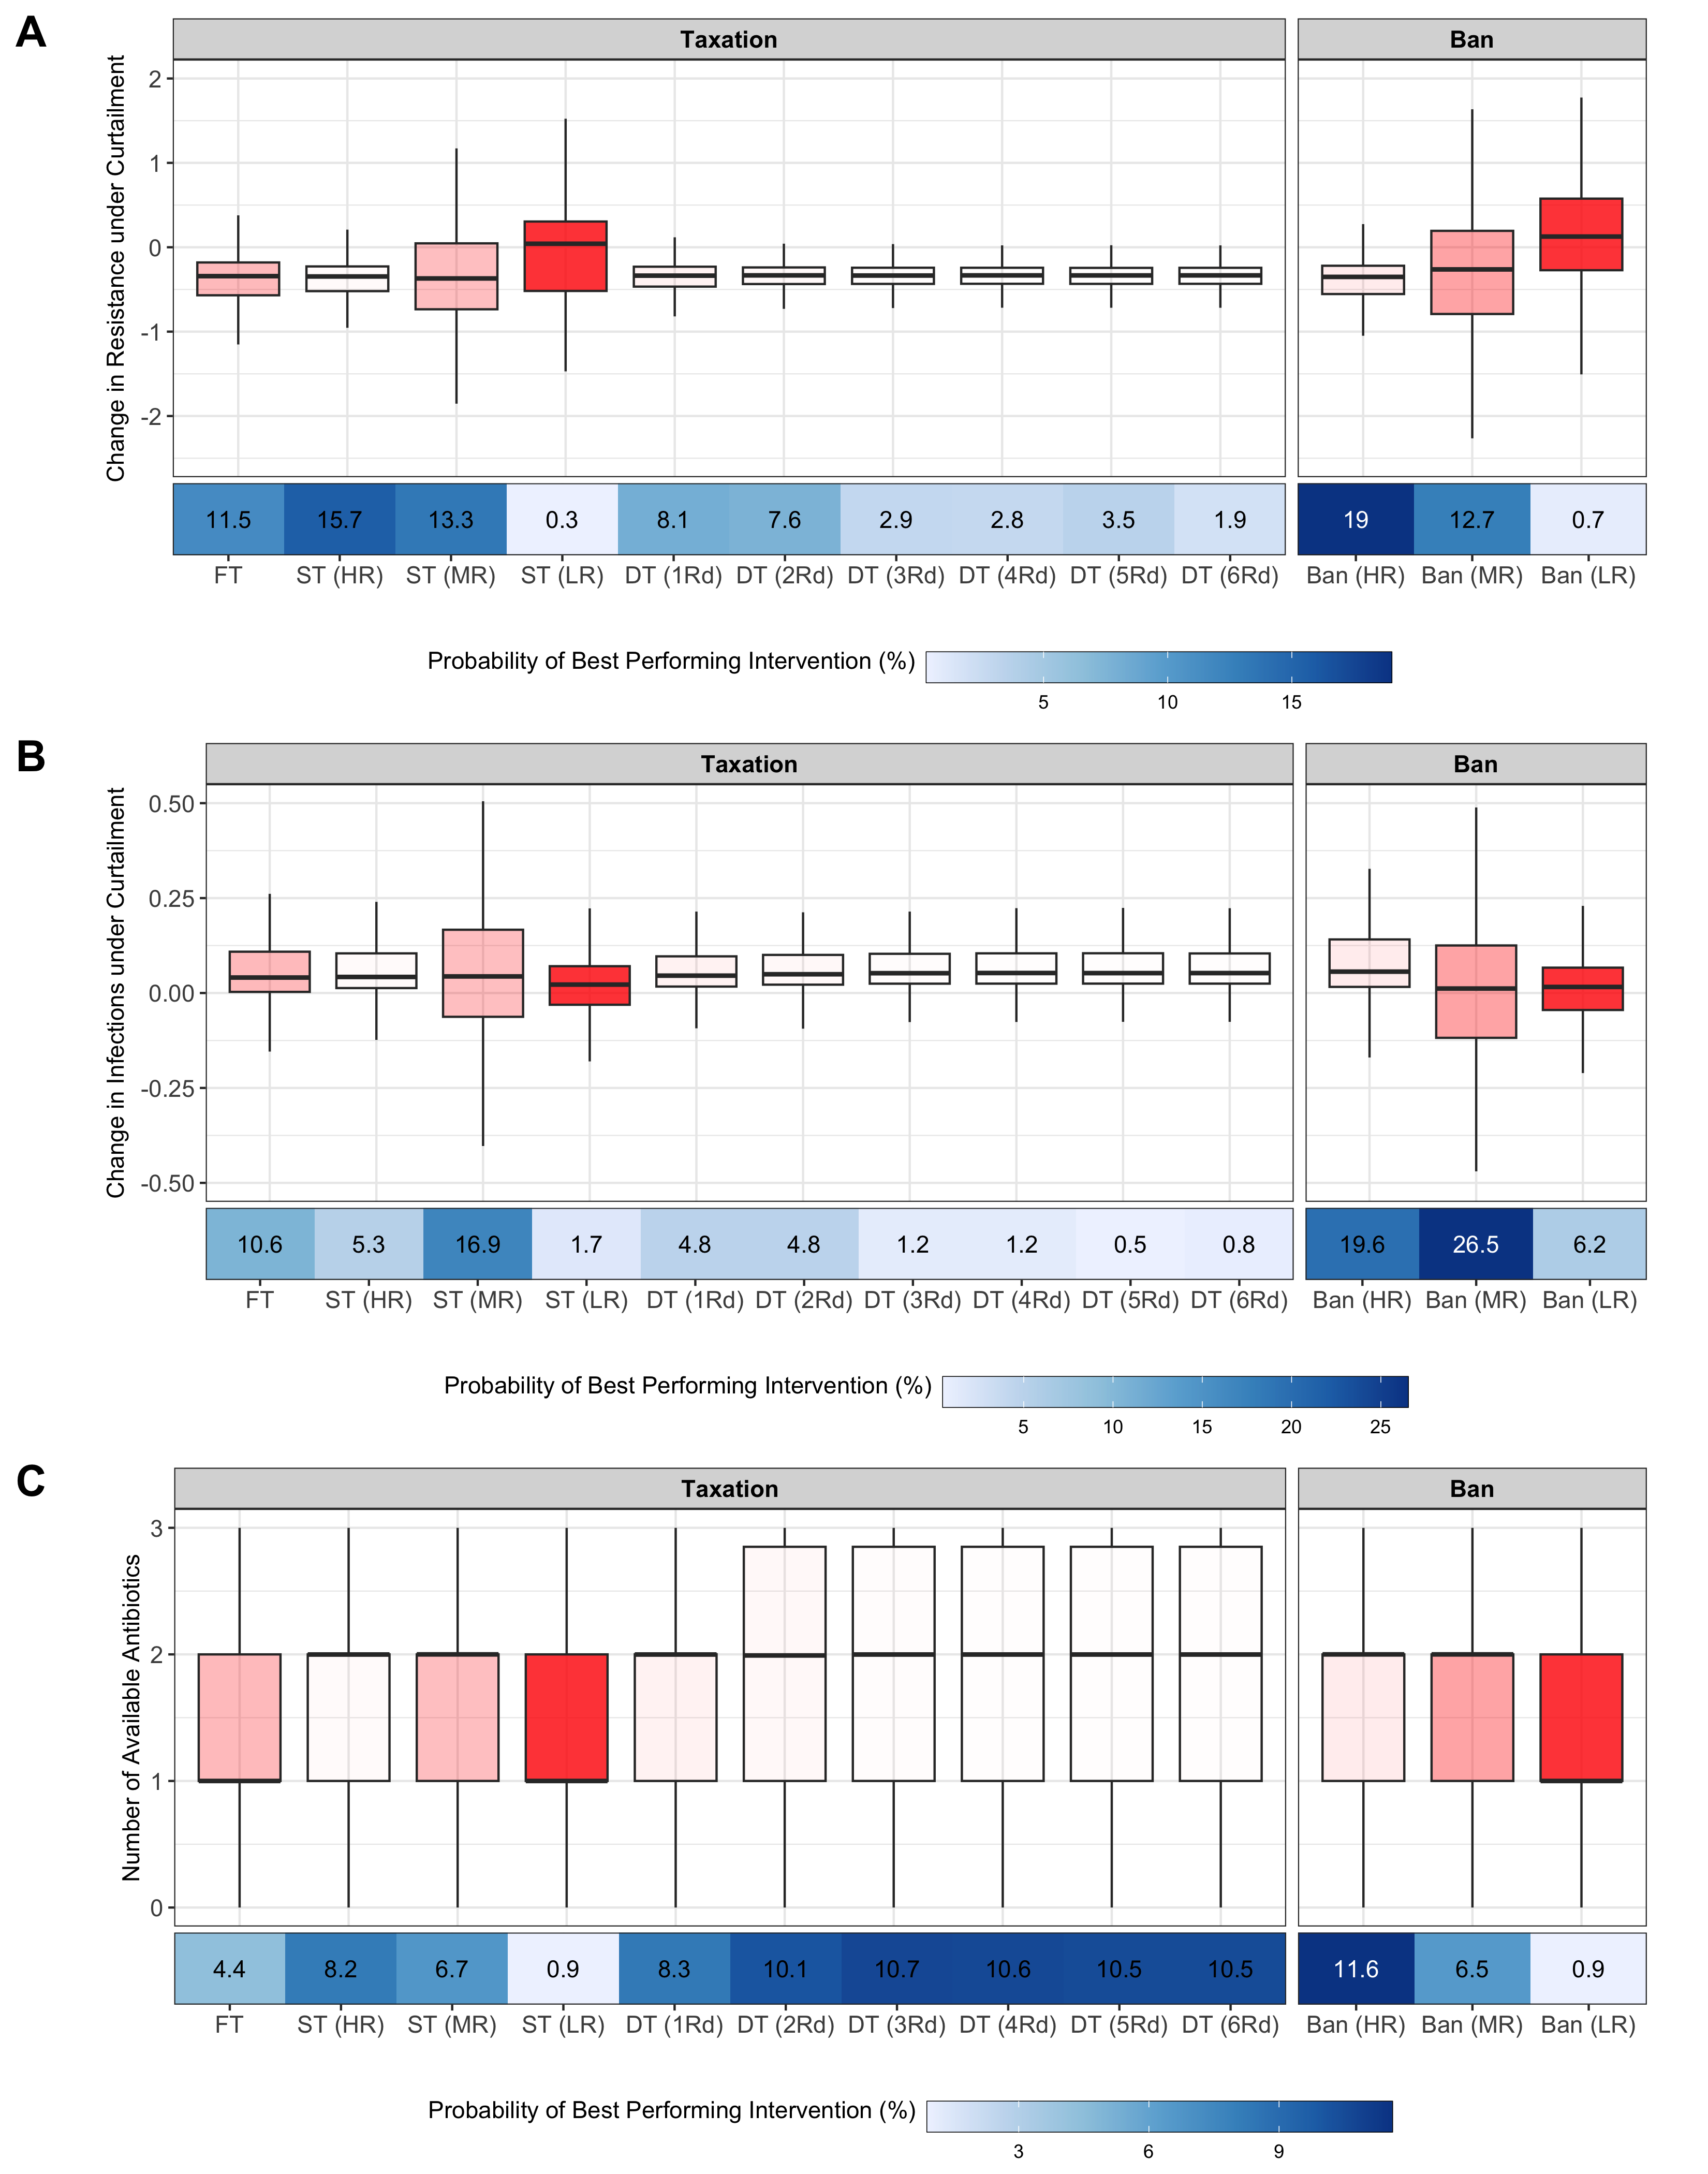 A
Taxation
Ban
Change in Resistance under Curtailment
2
1
0
-1
-2
11.5 15.7 13.3 0.3 8.1 7.6 2.9 2.8 3.5 1.9 19 12.7 0.7
FT ST (HR) ST (MR) ST (LR) DT (1Rd) DT (2Rd) DT (3Rd) DT (4Rd) DT (5Rd) DT (6Rd) Ban (HR) Ban (MR) Ban (LR)
Probability of Best Performing Intervention (%)
5 10 15
B
Taxation
Ban
Change in Infections under Curtailment
0.50
0.25
0.00
-0.25
-0.50
10.6 5.3 16.9 1.7 4.8 4.8 1.2 1.2 0.5 0.8 19.6 26.5 6.2
FT ST (HR) ST (MR) ST (LR) DT (1Rd) DT (2Rd) DT (3Rd) DT (4Rd) DT (5Rd) DT (6Rd) Ban (HR) Ban (MR) Ban (LR)
Probability of Best Performing Intervention (%)
5 10 15 20 25
C
Taxation
Ban
Number of Available Antibiotics
3
2
1
0
4.4 8.2 6.7 0.9 8.3 10.1 10.7 10.6 10.5 10.5 11.6 6.5 0.9
FT ST (HR) ST (MR) ST (LR) DT (1Rd) DT (2Rd) DT (3Rd) DT (4Rd) DT (5Rd) DT (6Rd) Ban (HR) Ban (MR) Ban (LR)
Probability of Best Performing Intervention (%)
3 6 9